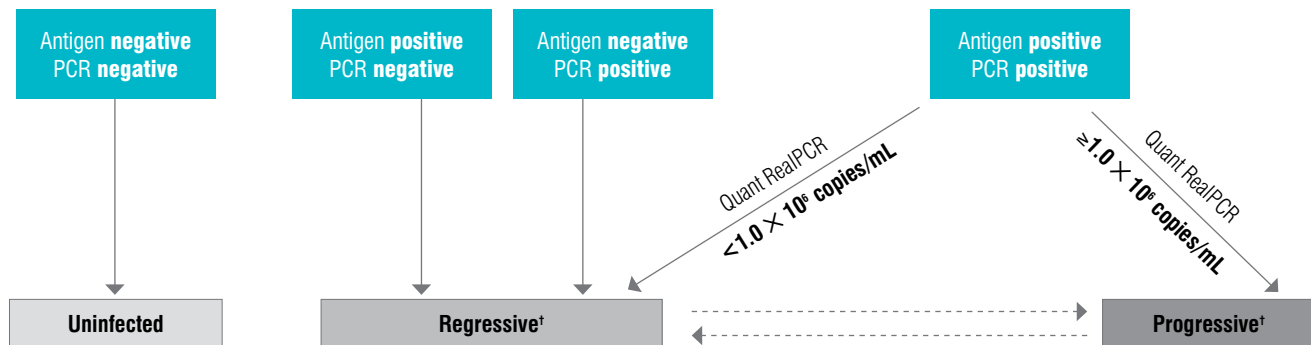 Antigen negative
PCR negative
Antigen positive
PCR negative
Antigen negative
PCR positive
Antigen positive
PCR positive
Quant RealPCR
<1.0 × 10⁶ copies/mL
Quant RealPCR
≥1.0 × 10⁶ copies/mL
Uninfected
Regressive†
Progressive†